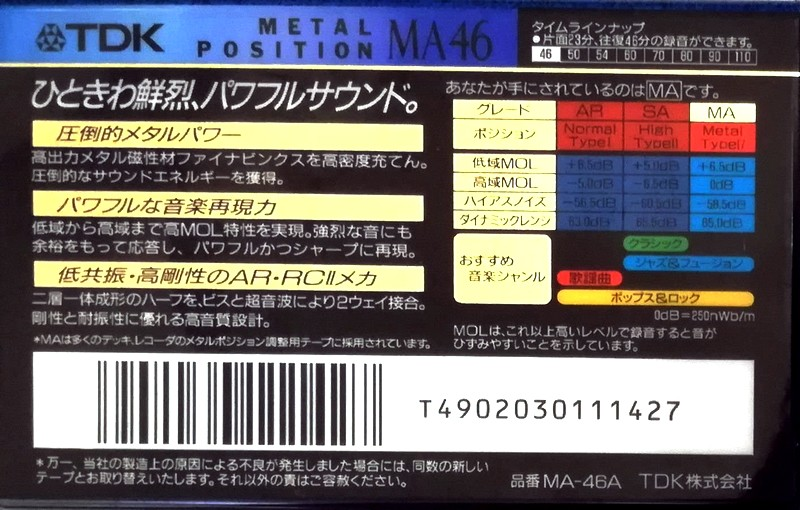 TDK METAL POSITION MA46
タイムラインナップ
●片面23分、往復46分の録音ができます。
46 50 54 60 70 80 90 110
ひときわ鮮烈、パワフルサウンド。
圧倒的メタルパワー
高出力メタル磁性材ファイナビンクスを高密度充てん。
圧倒的なサウンドエネルギーを獲得。
パワフルな音楽再現力
低域から高域まで高MOL特性を実現。強烈な音にも
余裕をもって応答し、パワフルかつシャープに再現。
低共振・高剛性のAR・RCIIメカ
二層一体成形のハーフを、ビスと超音波により2ウェイ接合。
剛性と耐振性に優れる高音質設計。
*MAは多くのデッキ、レコーダのメタルポジション調整用テープに採用されています。
あなたが手にされているのはMAです。
グレード AR SA MA
ポジション Normal TypeI High TypeII Metal
低域MOL +6.5dB +5.0dB +6.5dB
高域MOL -5.0dB -6.5dB 0dB
バイアスノイズ -56.5dB -60.5dB -58.5dB
ダイナミックレンジ 63.0dB 65.5dB 65.0dB
おすすめ
音楽ジャンル
クラシック
ジャズ&フュージョン
歌謡曲
ポップス&ロック
0dB=250nWb/m
MOLは、これ以上高いレベルで録音すると音が
ひずみやすいことを示しています。
T4902030111427
*万一、当社の製造上の原因による不良が発生しました場合には、同数の新しい
テープとお取替えいたします。それ以外の責はご容赦ください。
品番 MA-46A TDK株式会社